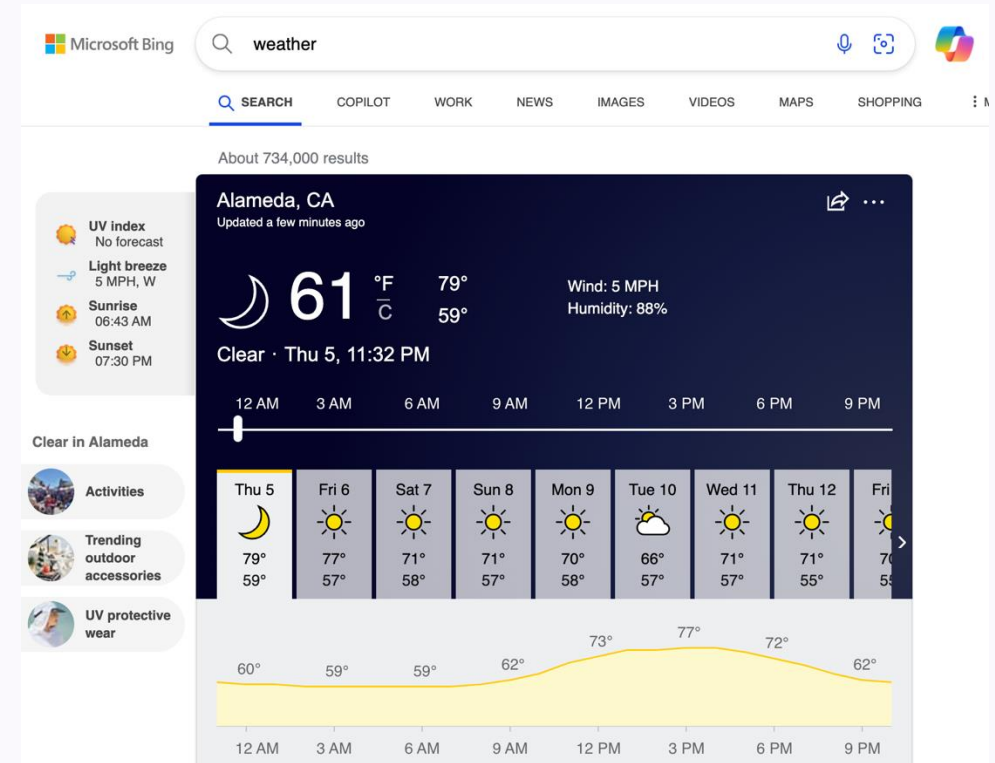 Microsoft Bing
weather
SEARCH COPILOT WORK NEWS IMAGES VIDEOS MAPS SHOPPING
About 734,000 results
UV index
No forecast
Light breeze
5 MPH, W
Sunrise
06:43 AM
Sunset
07:30 PM
Clear in Alameda
Activities
Trending
outdoor
accessories
UV protective
wear
Alameda, CA
Updated a few minutes ago
61 °F 79°
C 59°
Wind: 5 MPH
Humidity: 88%
Clear · Thu 5, 11:32 PM
12 AM 3 AM 6 AM 9 AM 12 PM 3 PM 6 PM 9 PM
Thu 5 Fri 6 Sat 7 Sun 8 Mon 9 Tue 10 Wed 11 Thu 12 Fri
79° 77° 71° 71° 70° 66° 71° 71°
59° 57° 58° 57° 58° 57° 57° 55°
60° 59° 59° 62° 73° 77° 72° 62°
12 AM 3 AM 6 AM 9 AM 12 PM 3 PM 6 PM 9 PM